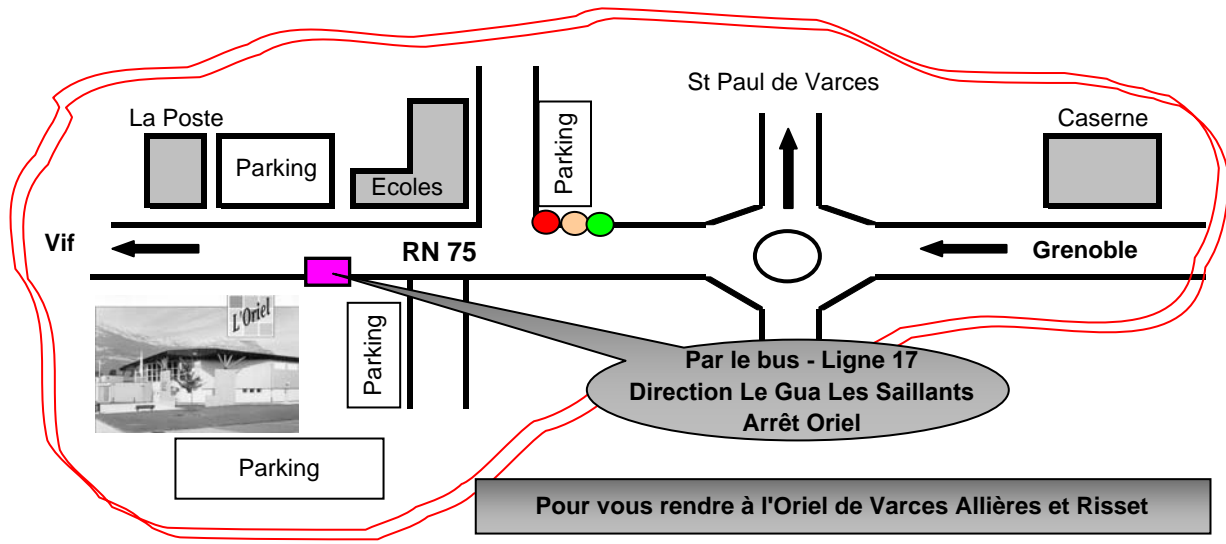 St Paul de Varces
La Poste
Caserne
Parking
Parking
Ecoles
Vif
RN 75
Grenoble
L'Oriel
Parking
Par le bus - Ligne 17
Direction Le Gua Les Saillants
Arrêt Oriel
Parking
Pour vous rendre à l'Oriel de Varces Allières et Risset